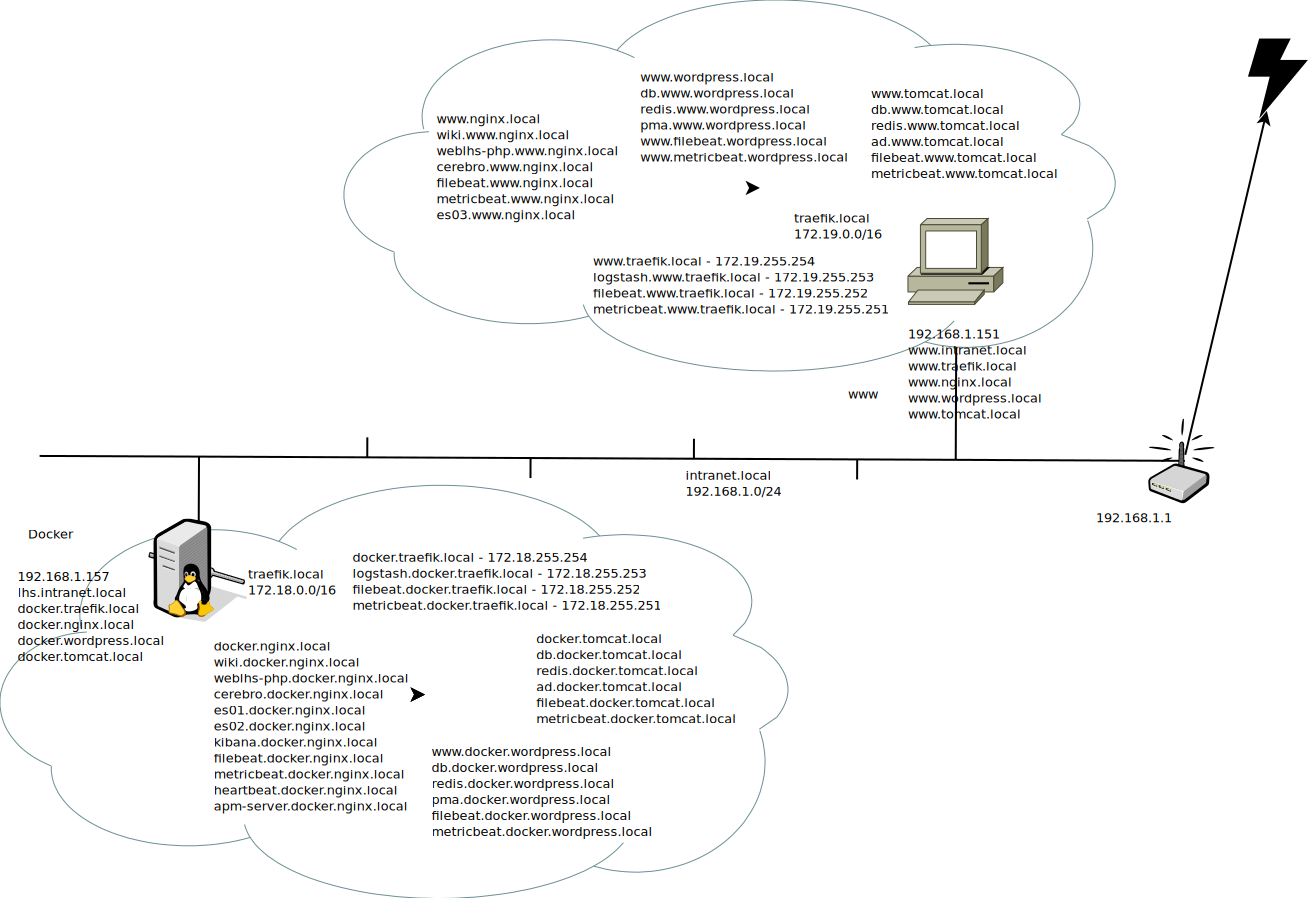 www.wordpress.local
db.www.wordpress.local
redis.www.wordpress.local
pma.www.wordpress.local
www.filebeat.wordpress.local
www.metricbeat.wordpress.local
www.tomcat.local
db.www.tomcat.local
redis.www.tomcat.local
ad.www.tomcat.local
filebeat.www.tomcat.local
metricbeat.www.tomcat.local
www.nginx.local
wiki.www.nginx.local
weblhs-php.www.nginx.local
cerebro.www.nginx.local
filebeat.www.nginx.local
metricbeat.www.nginx.local
es03.www.nginx.local
traefik.local
172.19.0.0/16
www.traefik.local - 172.19.255.254
logstash.www.traefik.local - 172.19.255.253
filebeat.www.traefik.local - 172.19.255.252
metricbeat.www.traefik.local - 172.19.255.251
192.168.1.151
www.intranet.local
www.traefik.local
www.nginx.local
www.wordpress.local
www.tomcat.local
www
intranet.local
192.168.1.0/24
192.168.1.1
Docker
192.168.1.157
lhs.intranet.local
docker.traefik.local
docker.nginx.local
docker.wordpress.local
docker.tomcat.local
traefik.local
172.18.0.0/16
docker.traefik.local - 172.18.255.254
logstash.docker.traefik.local - 172.18.255.253
filebeat.docker.traefik.local - 172.18.255.252
metricbeat.docker.traefik.local - 172.18.255.251
docker.nginx.local
wiki.docker.nginx.local
weblhs-php.docker.nginx.local
cerebro.docker.nginx.local
es01.docker.nginx.local
es02.docker.nginx.local
kibana.docker.nginx.local
filebeat.docker.nginx.local
metricbeat.docker.nginx.local
heartbeat.docker.nginx.local
apm-server.docker.nginx.local
docker.tomcat.local
db.docker.tomcat.local
redis.docker.tomcat.local
ad.docker.tomcat.local
filebeat.docker.tomcat.local
metricbeat.docker.tomcat.local
www.docker.wordpress.local
db.docker.wordpress.local
redis.docker.wordpress.local
pma.docker.wordpress.local
filebeat.docker.wordpress.local
metricbeat.docker.wordpress.local